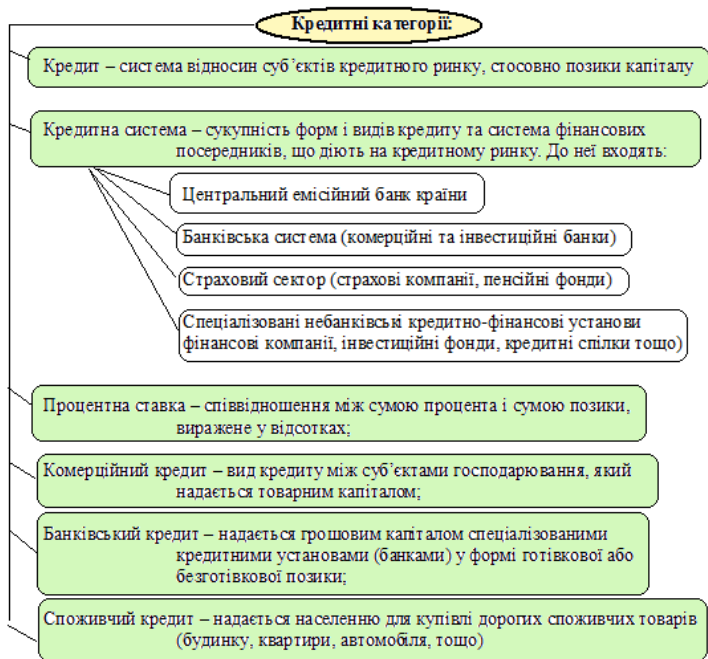 Кредитні категорії:
Кредит – система відносин суб’єктів кредитного ринку, стосовно позики капіталу
Кредитна система – сукупність форм і видів кредиту та система фінансових
посередників, що діють на кредитному ринку. До неї входять:
Центральний емісійний банк країни
Банківська система (комерційні та інвестиційні банки)
Страховий сектор (страхові компанії, пенсійні фонди)
Спеціалізовані небанківські кредитно-фінансові установи
фінансові компанії, інвестиційні фонди, кредитні спілки тощо)
Процентна ставка – співвідношення між сумою процента і сумою позики,
виражене у відсотках;
Комерційний кредит – вид кредиту між суб’єктами господарювання, який
надається товарним капіталом;
Банківський кредит – надається грошовим капіталом спеціалізованими
кредитними установами (банками) у формі готівкової або
безготівкової позики;
Споживчий кредит – надається населенню для купівлі дорогих споживчих товарів
(будинку, квартири, автомобіля, тощо)